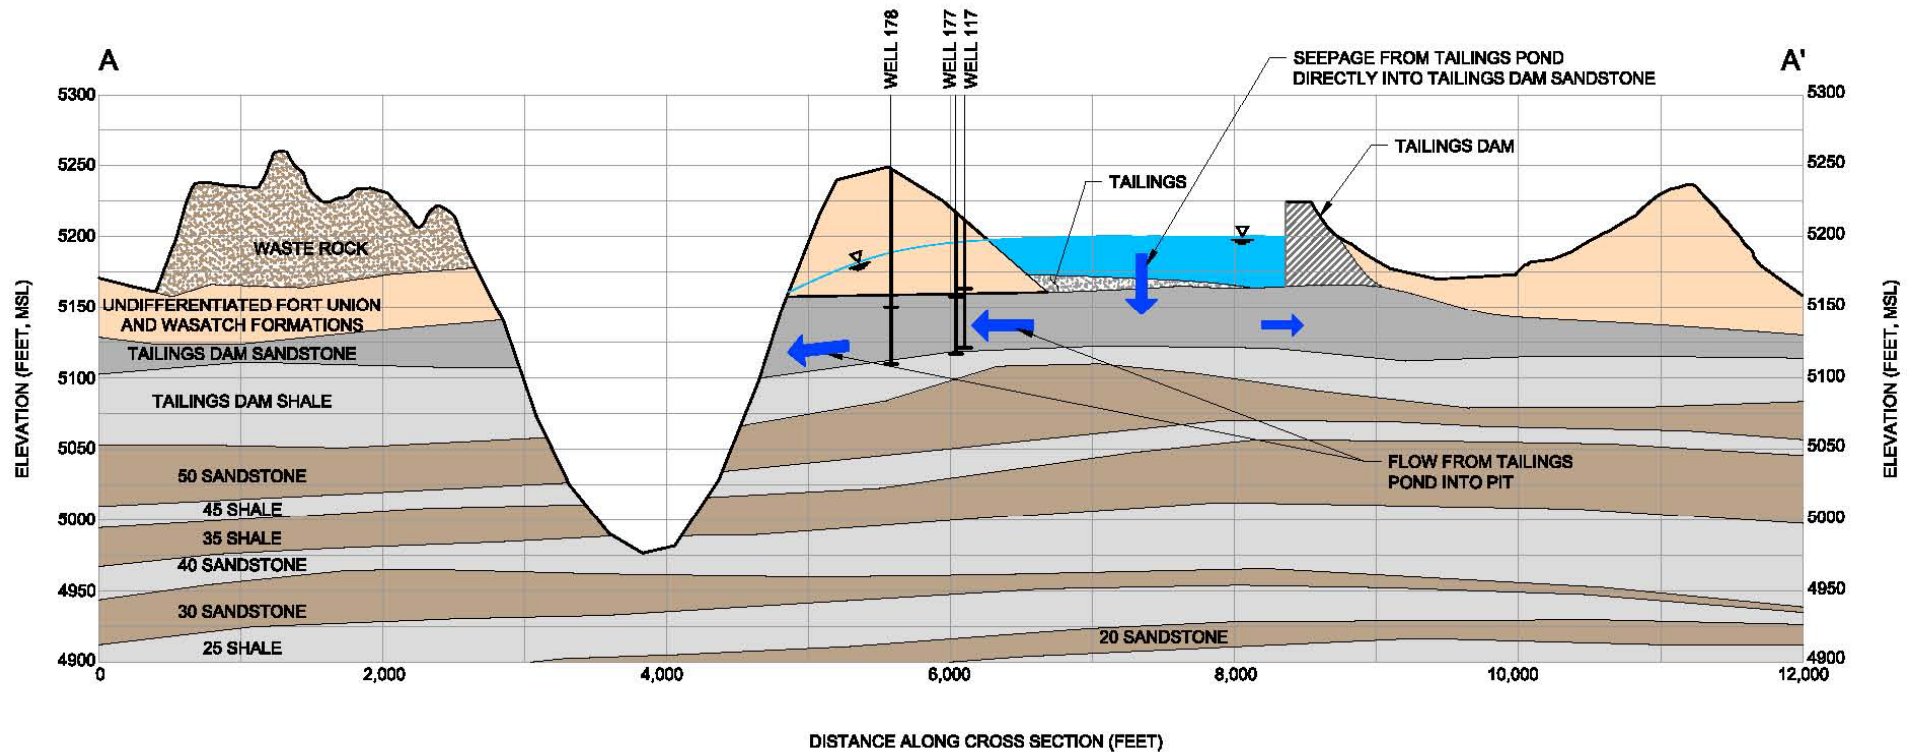 A
WELL 178
WELL 177
WELL 117
SEEPAGE FROM TAILINGS POND
DIRECTLY INTO TAILINGS DAM SANDSTONE
A'
TAILINGS DAM
TAILINGS
ELEVATION (FEET, MSL)
5300
5250
5200
5150
5100
5050
5000
4950
4900
WASTE ROCK
UNDIFFERENTIATED FORT UNION
AND WASATCH FORMATIONS
TAILINGS DAM SANDSTONE
TAILINGS DAM SHALE
50 SANDSTONE
45 SHALE
35 SHALE
40 SANDSTONE
30 SANDSTONE
25 SHALE
20 SANDSTONE
FLOW FROM TAILINGS
POND INTO PIT
5300
5250
5200
5150
5100
5050
5000
4950
4900
ELEVATION (FEET, MSL)
0
2,000
4,000
6,000
8,000
10,000
12,000
DISTANCE ALONG CROSS SECTION (FEET)